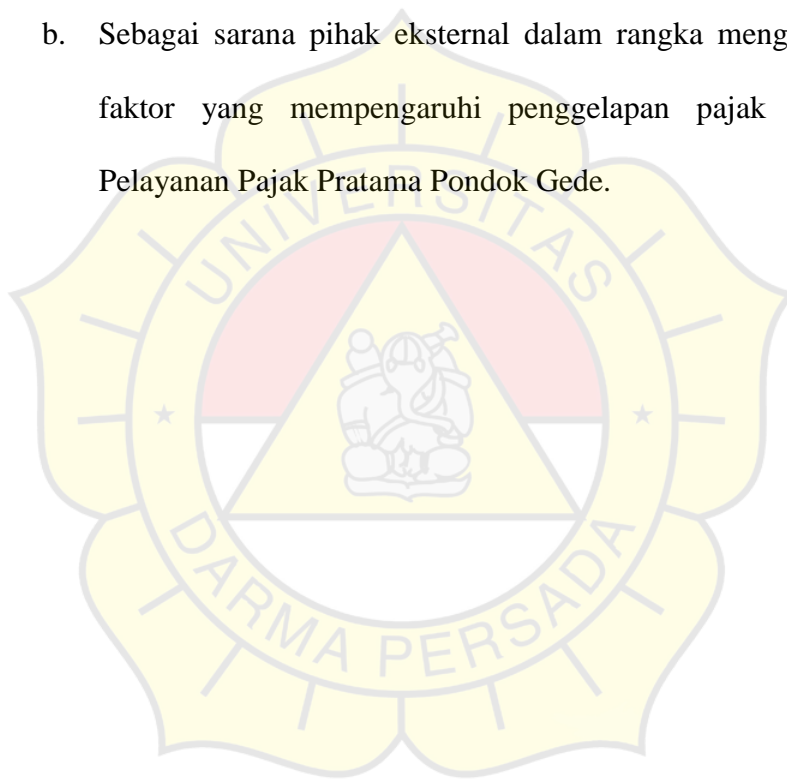 b. Sebagai sarana pihak eksternal dalam rangka meng
faktor yang mempengaruhi penggelapan pajak
Pelayanan Pajak Pratama Pondok Gede.
UNIVERSITAS
DARMA PERSADA